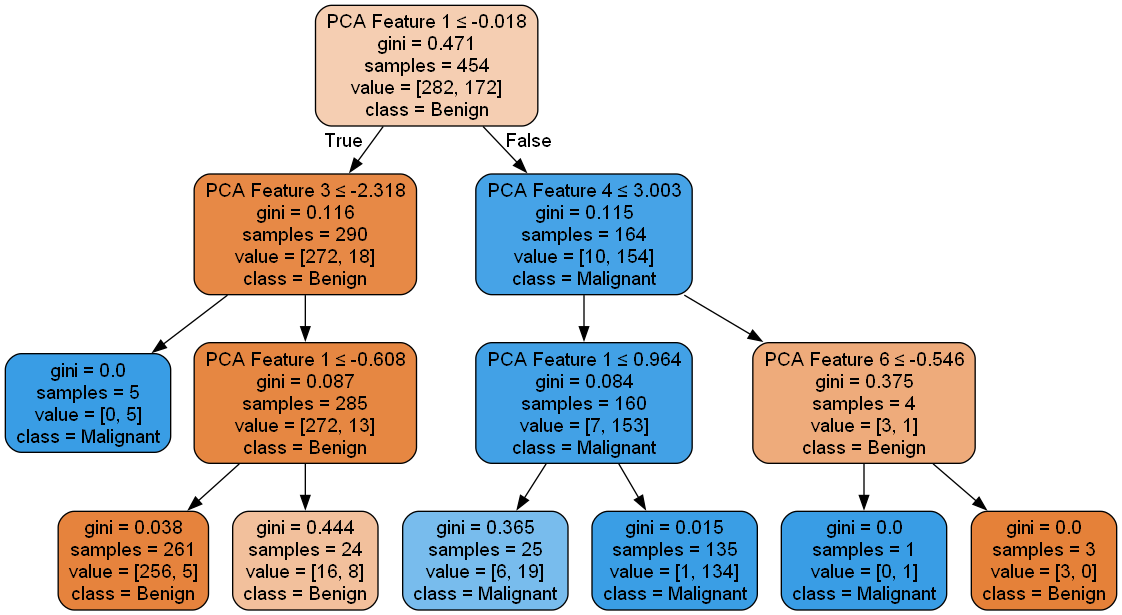 PCA Feature 1 ≤ -0.018
gini = 0.471
samples = 454
value = [282, 172]
class = Benign
True
False
PCA Feature 3 ≤ -2.318
gini = 0.116
samples = 290
value = [272, 18]
class = Benign
PCA Feature 4 ≤ 3.003
gini = 0.115
samples = 164
value = [10, 154]
class = Malignant
gini = 0.0
samples = 5
value = [0, 5]
class = Malignant
PCA Feature 1 ≤ -0.608
gini = 0.087
samples = 285
value = [272, 13]
class = Benign
PCA Feature 1 ≤ 0.964
gini = 0.084
samples = 160
value = [7, 153]
class = Malignant
PCA Feature 6 ≤ -0.546
gini = 0.375
samples = 4
value = [3, 1]
class = Benign
gini = 0.038
samples = 261
value = [256, 5]
class = Benign
gini = 0.444
samples = 24
value = [16, 8]
class = Benign
gini = 0.365
samples = 25
value = [6, 19]
class = Malignant
gini = 0.015
samples = 135
value = [1, 134]
class = Malignant
gini = 0.0
samples = 1
value = [0, 1]
class = Malignant
gini = 0.0
samples = 3
value = [3, 0]
class = Benign